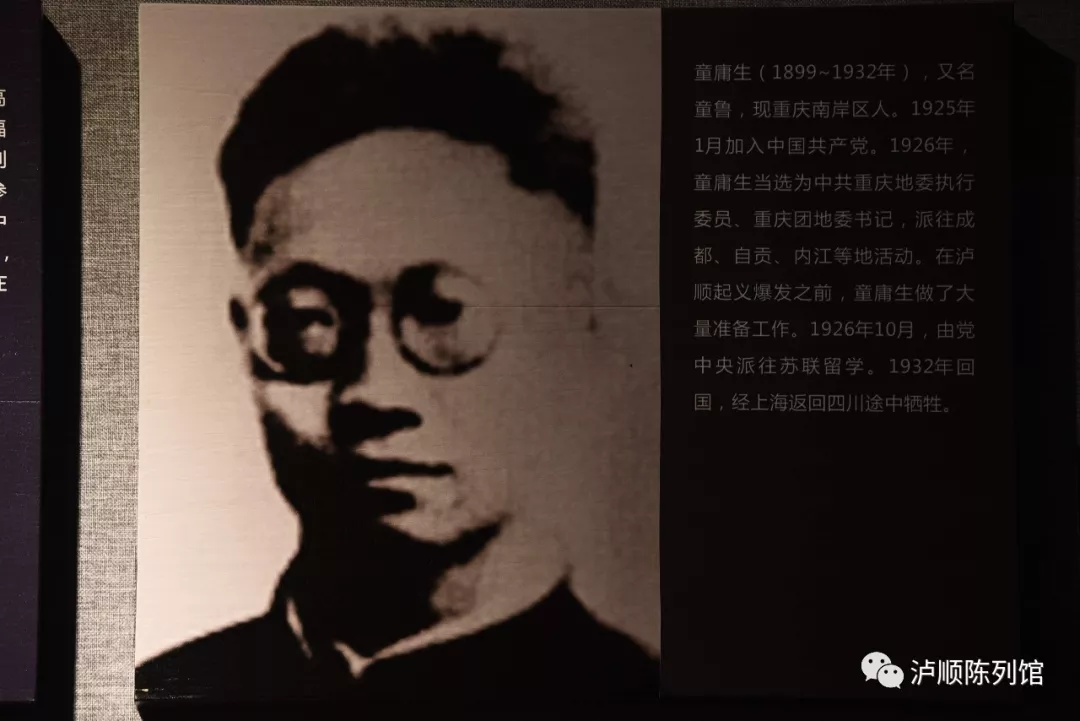 童庸生（1899~1932年），又名
童鲁，现重庆南岸区人。1925年
1月加入中国共产党。1926年，
童庸生当选为中共重庆地委执行
委员、重庆团地委书记，派往成
都、自贡、内江等地活动。在泸
顺起义爆发之前，童庸生做了大
量准备工作。1926年10月，由党
中央派往苏联留学。1932年回
国，经上海返回四川途中牺牲。
泸顺陈列馆